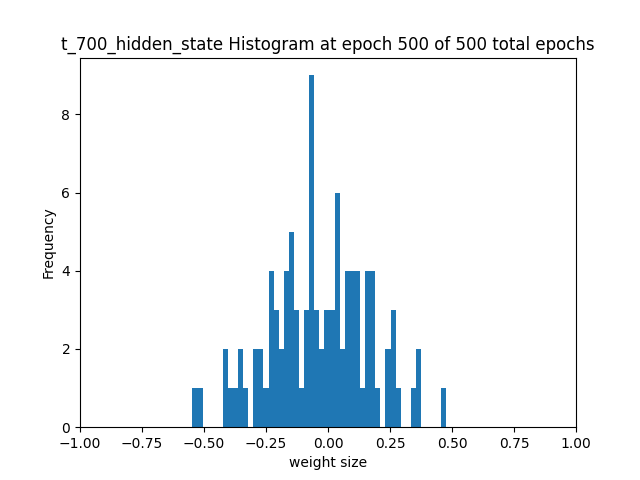 t_700_hidden_state Histogram at epoch 500 of 500 total epochs
Frequency
8
6
4
2
0
−1.00 −0.75 −0.50 −0.25 0.00 0.25 0.50 0.75 1.00
weight size